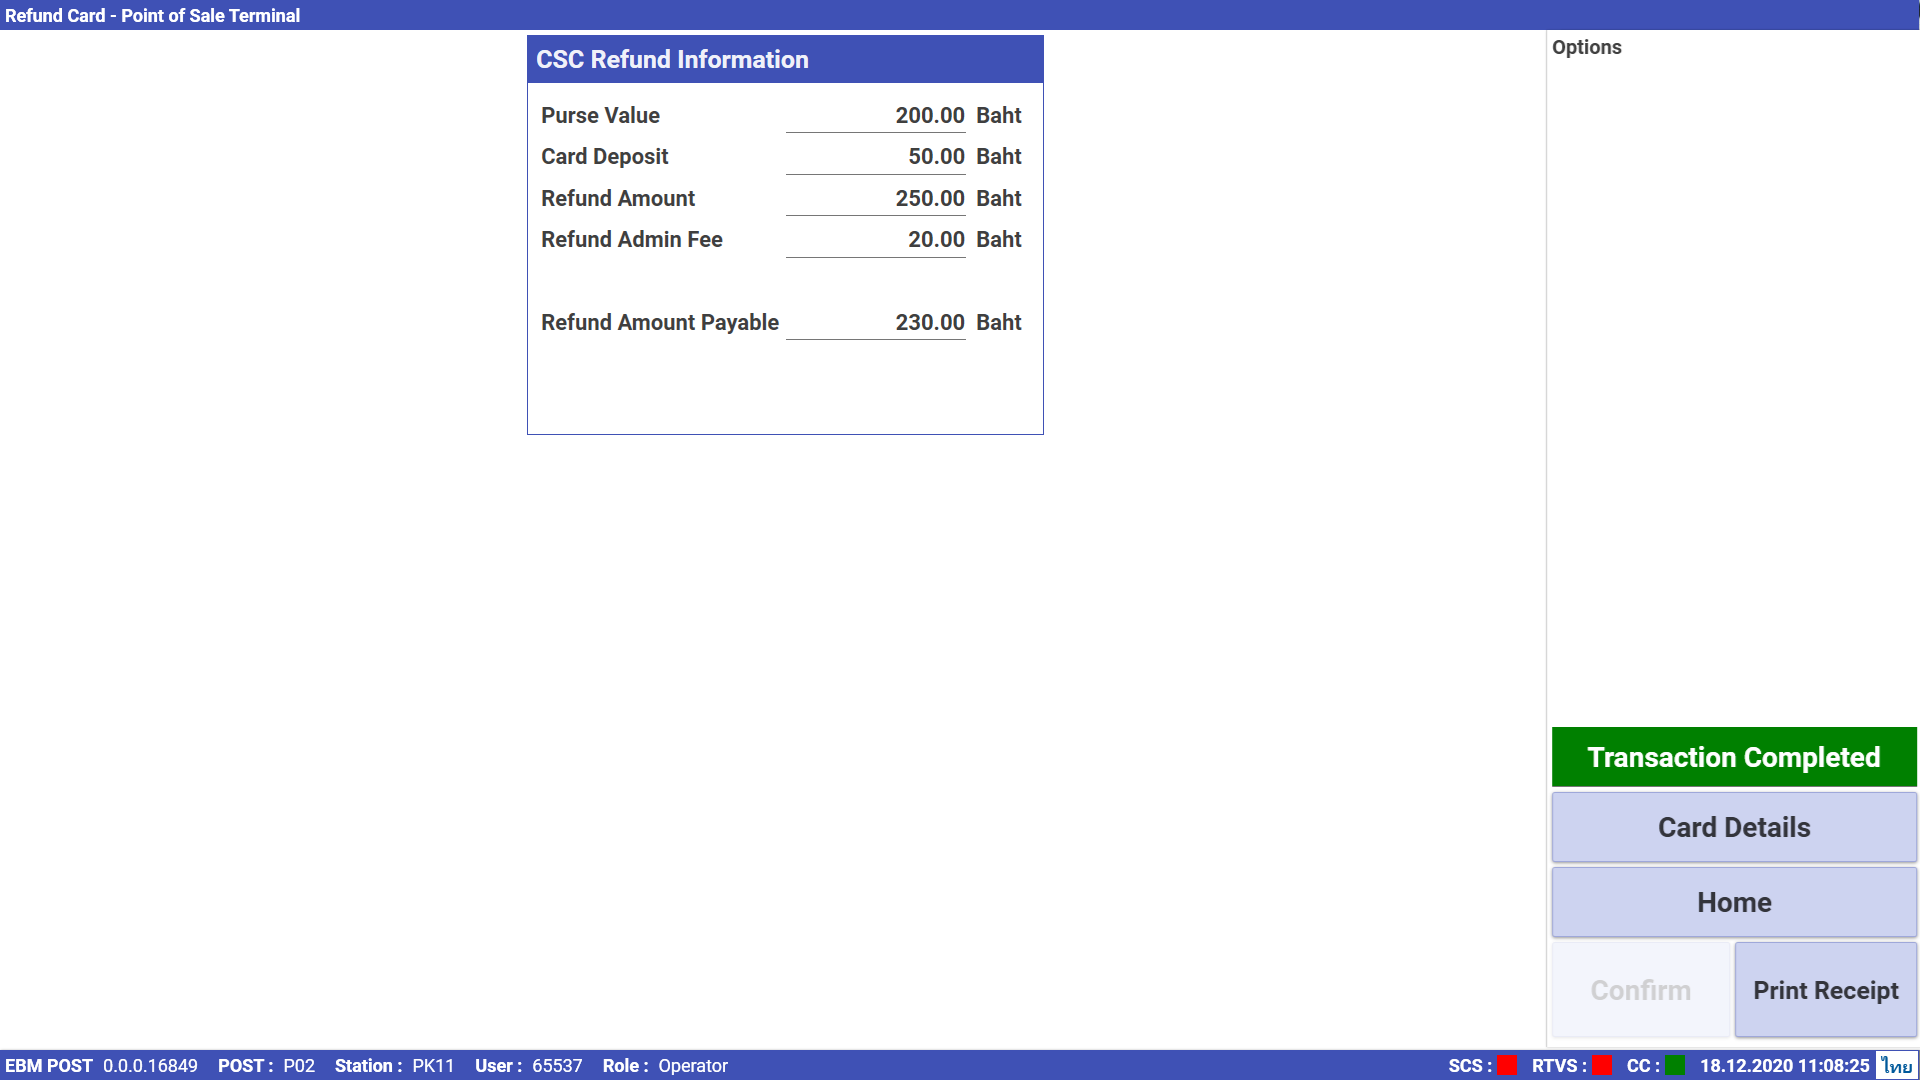 Refund Card - Point of Sale Terminal
CSC Refund Information
Purse Value 200.00 Baht
Card Deposit 50.00 Baht
Refund Amount 250.00 Baht
Refund Admin Fee 20.00 Baht
Refund Amount Payable 230.00 Baht
Options
Transaction Completed
Card Details
Home
Confirm Print Receipt
EBM POST 0.0.0.16849 POST : P02 Station : PK11 User : 65537 Role : Operator SCS : RTVS : CC : 18.12.2020 11:08:25 ไทย